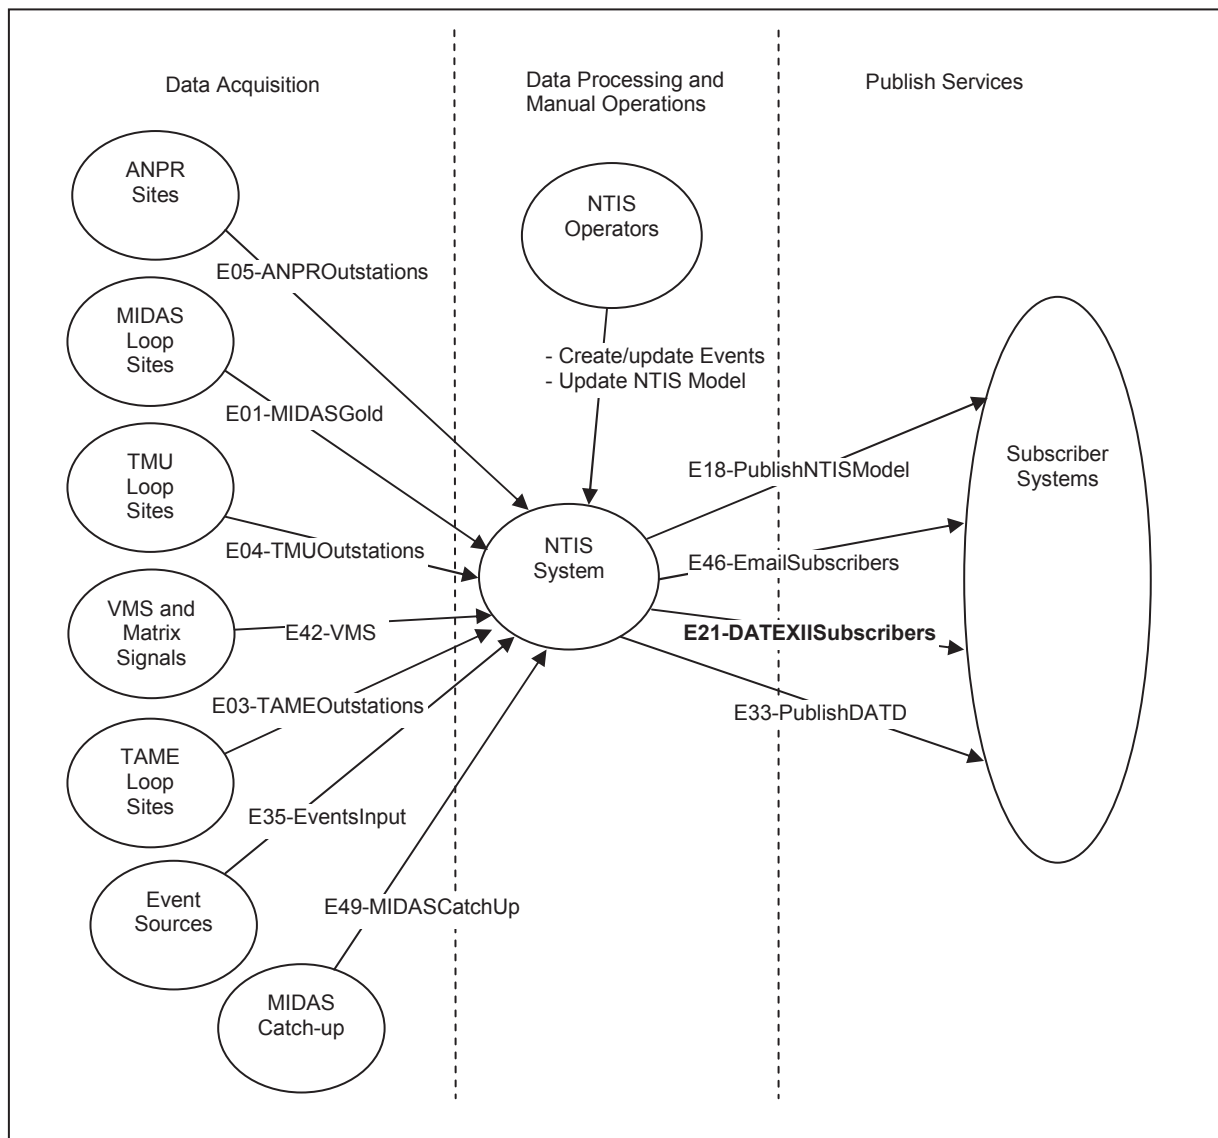 Data Acquisition
Data Processing and
Manual Operations
Publish Services
ANPR
Sites
NTIS
Operators
E05-ANPROutstations
MIDAS
Loop
Sites
- Create/update Events
- Update NTIS Model
E01-MIDASGold
TMU
Loop
Sites
E18-PublishNTISModel
Subscriber
Systems
E04-TMUOutstations
NTIS
System
E46-EmailSubscribers
VMS and
Matrix
Signals
E42-VMS
E21-DATEXIISubscribers
E03-TAMEOutstations
E33-PublishDATD
TAME
Loop
Sites
E35-EventsInput
Event
Sources
E49-MIDASCatchUp
MIDAS
Catch-up